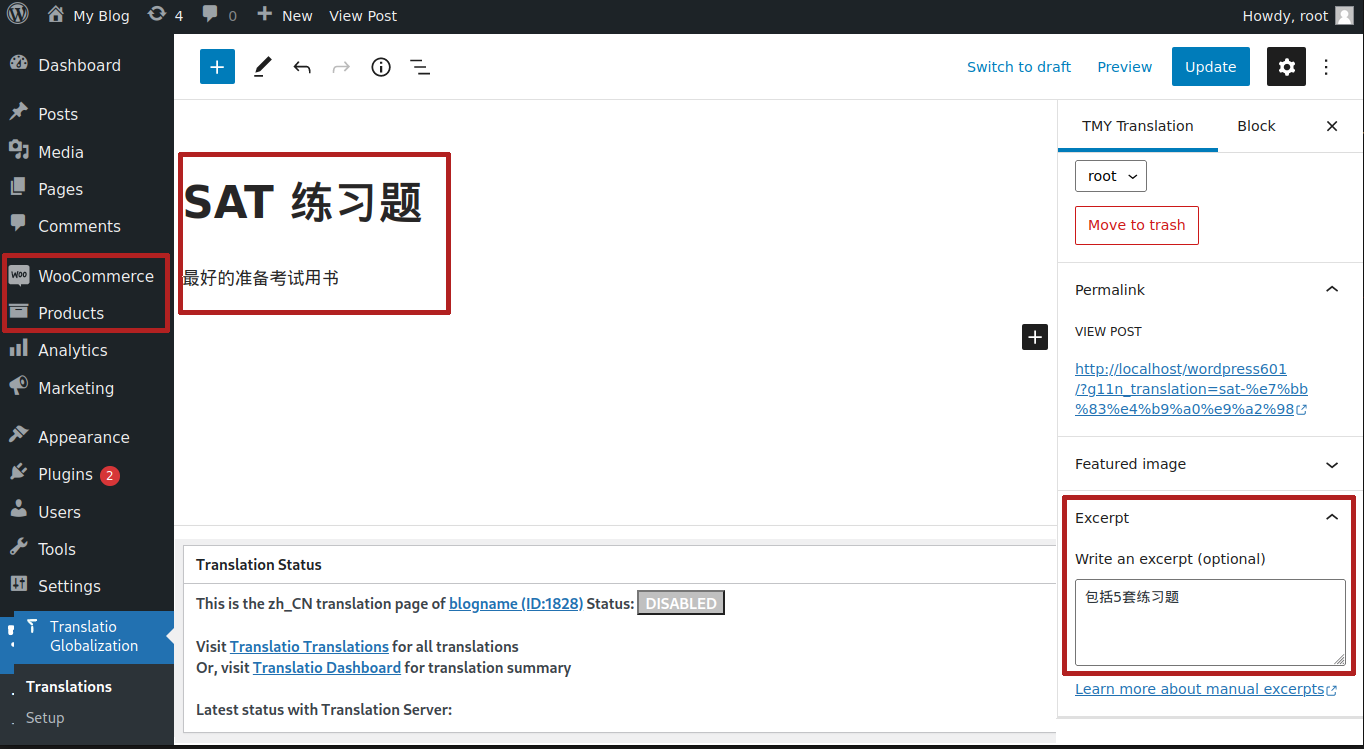 My Blog
4
0
New
View Post
Howdy, root
Dashboard
Posts
Media
Pages
Comments
WOO
WooCommerce
Products
Analytics
Marketing
Appearance
Plugins 2
Users
Tools
Settings
Translatio
Globalization
Translations
Setup
Switch to draft
Preview
Update
SAT 练习题
最好的准备考试用书
Translation Status
This is the zh_CN translation page of blogname (ID:1828) Status: DISABLED
Visit Translatio Translations for all translations
Or, visit Translatio Dashboard for translation summary
Latest status with Translation Server:
TMY Translation
Block
root
Move to trash
Permalink
VIEW POST
http://localhost/wordpress601
/?g11n_translation=sat-%e7%bb
%83%e4%b9%a0%e9%a2%98
Featured image
Excerpt
Write an excerpt (optional)
包括5套练习题
Learn more about manual excerpts